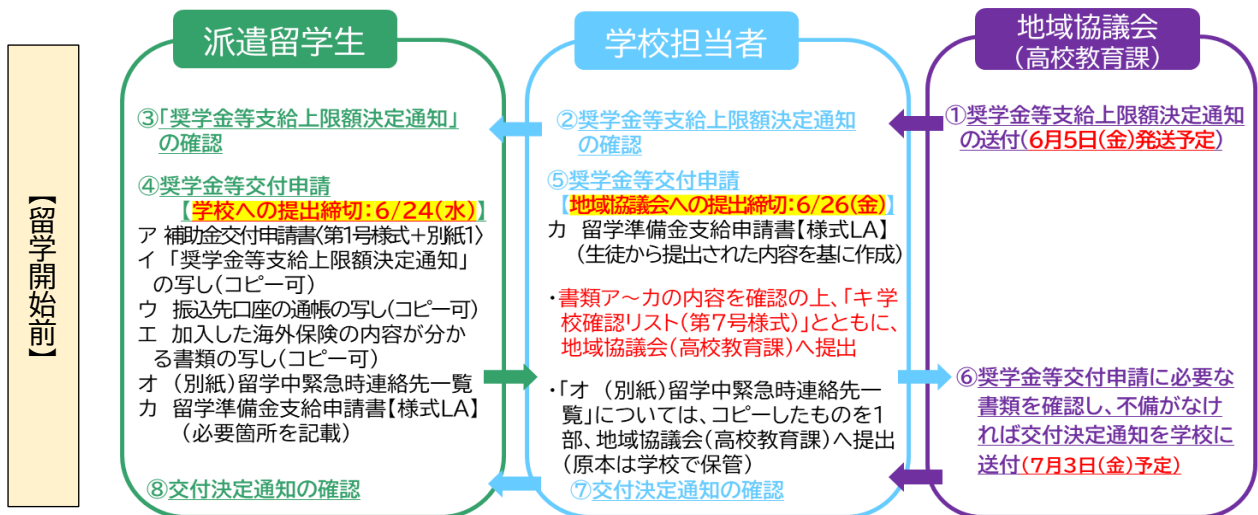 【留学開始前】
派遣留学生
③「奨学金等支給上限額決定通知」
の確認
④奨学金等交付申請
【学校への提出締切:6/24(水)】
ア 補助金交付申請書〈第1号様式+別紙1〉
イ 「奨学金等支給上限額決定通知」
の写し(コピー可)
ウ 振込先口座の通帳の写し(コピー可)
エ 加入した海外保険の内容が分か
る書類の写し(コピー可)
オ (別紙)留学中緊急時連絡先一覧
カ 留学準備金支給申請書【様式LA】
(必要箇所を記載)
⑧交付決定通知の確認
学校担当者
②奨学金等支給上限額決定通知
の確認
⑤奨学金等交付申請
【地域協議会への提出締切:6/26(金)】
カ 留学準備金支給申請書【様式LA】
(生徒から提出された内容を基に作成)
・書類ア~カの内容を確認の上、「キ 学
校確認リスト(第7号様式)」とともに、
地域協議会(高校教育課)へ提出
・「オ (別紙)留学中緊急時連絡先一
覧」については、コピーしたものを1
部、地域協議会(高校教育課)へ提出
(原本は学校で保管)
⑦交付決定通知の確認
地域協議会
(高校教育課)
①奨学金等支給上限額決定通知
の送付(6月5日(金)発送予定)
⑥奨学金等交付申請に必要な
書類を確認し、不備がなけ
れば交付決定通知を学校に
送付(7月3日(金)予定)